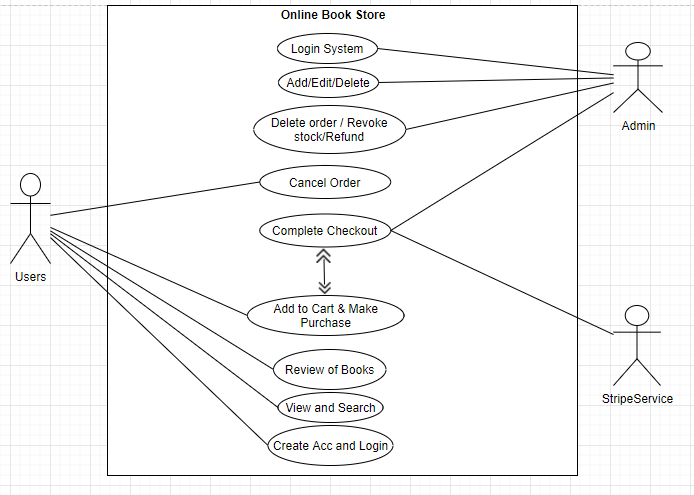 Online Book Store
Login System
Add/Edit/Delete
Delete order / Revoke
stock/Refund
Admin
Cancel Order
Complete Checkout
Users
Add to Cart & Make
Purchase
Review of Books
StripeService
View and Search
Create Acc and Login